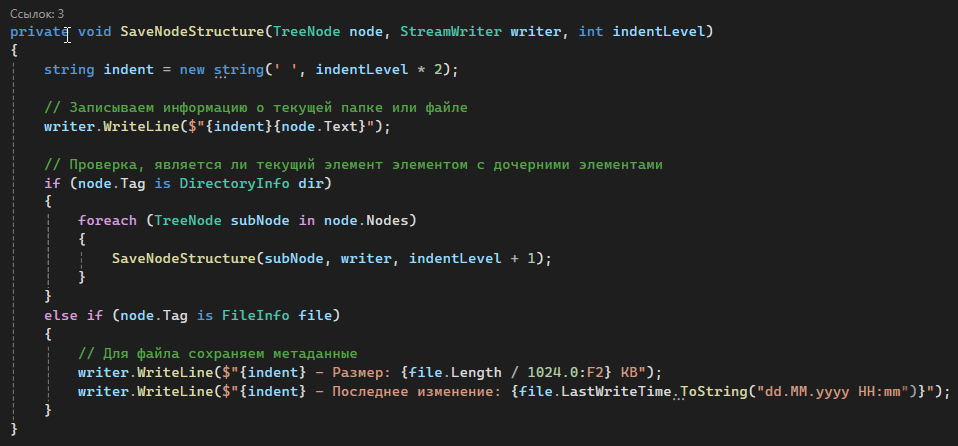 Ссылок: 3
private void SaveNodeStructure(TreeNode node, StreamWriter writer, int indentLevel)
{
    string indent = new string(' ', indentLevel * 2);

    // Записываем информацию о текущей папке или файле
    writer.WriteLine($"{indent}{node.Text}");

    // Проверка, является ли текущий элемент элементом с дочерними элементами
    if (node.Tag is DirectoryInfo dir)
    {
        foreach (TreeNode subNode in node.Nodes)
        {
            SaveNodeStructure(subNode, writer, indentLevel + 1);
        }
    }
    else if (node.Tag is FileInfo file)
    {
        // Для файла сохраняем метаданные
        writer.WriteLine($"{indent} – Размер: {file.Length / 1024.0:F2} KB");
        writer.WriteLine($"{indent} – Последнее изменение: {file.LastWriteTime.ToString("dd.MM.yyyy HH:mm")}");
    }
}